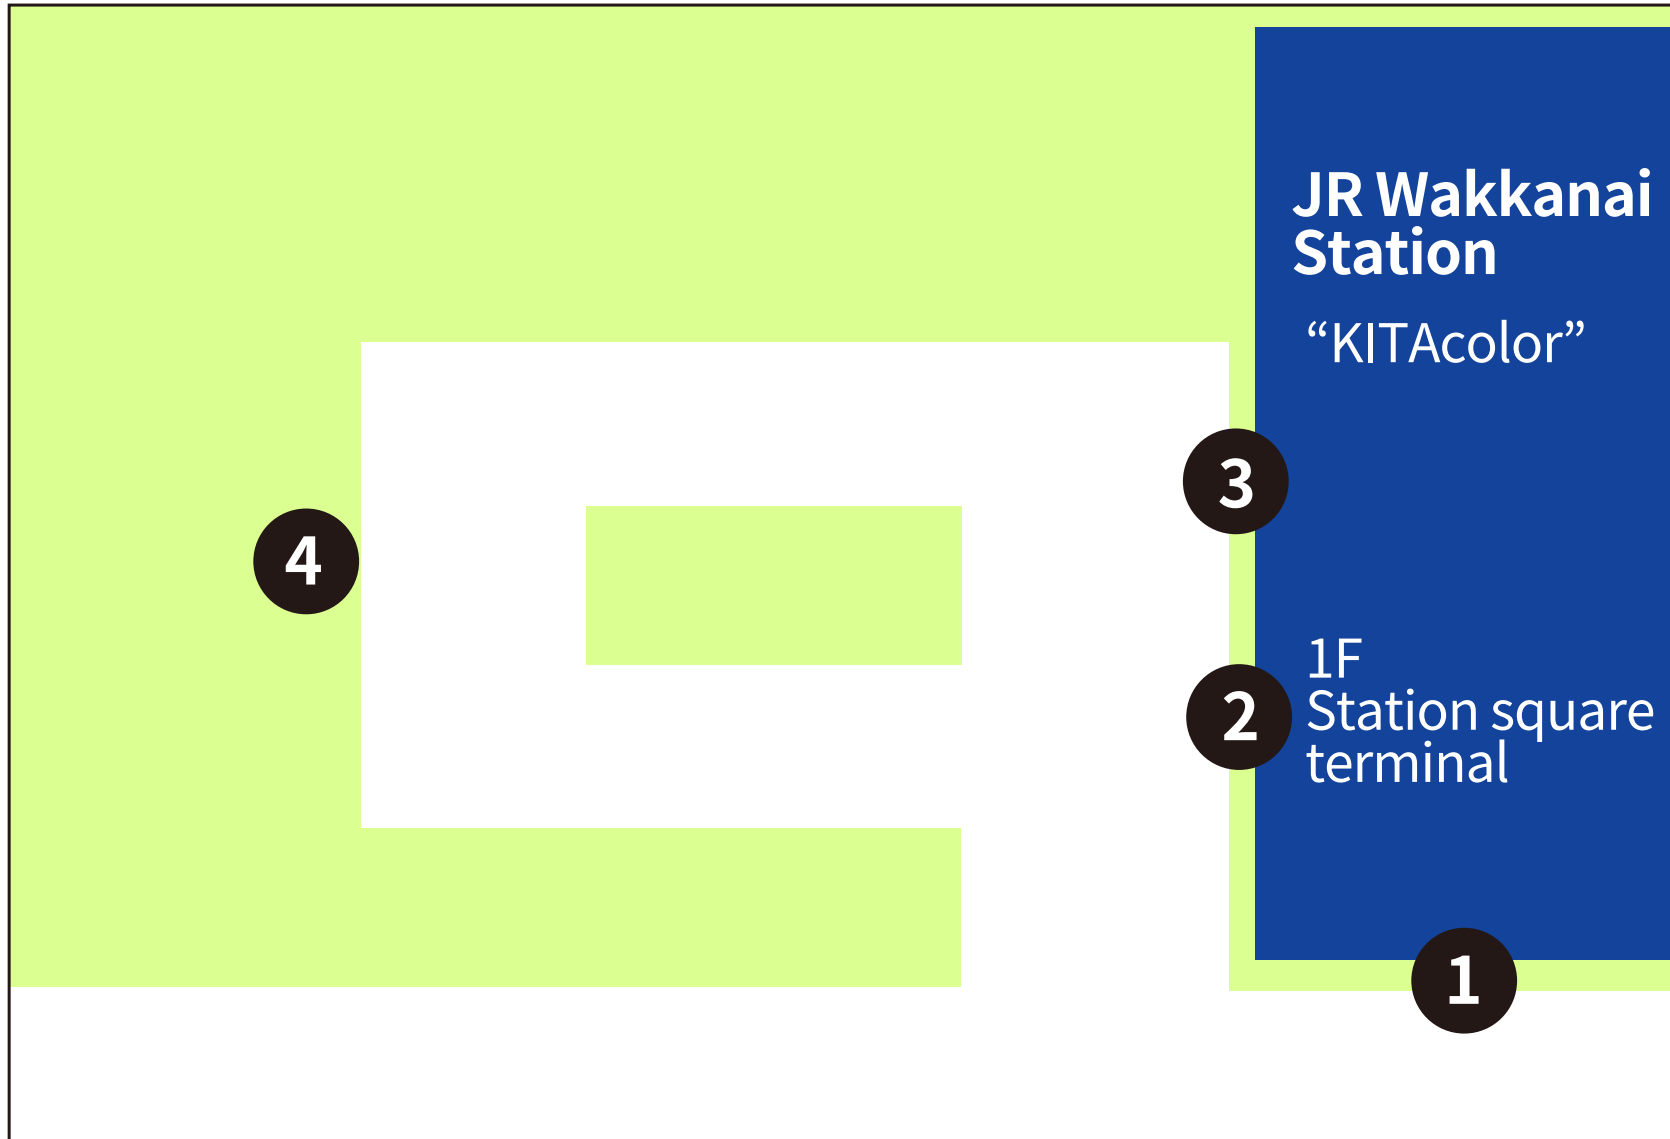 JR Wakkanai
Station
“KITAcolor”
3
4
1F
2
Station square
terminal
1